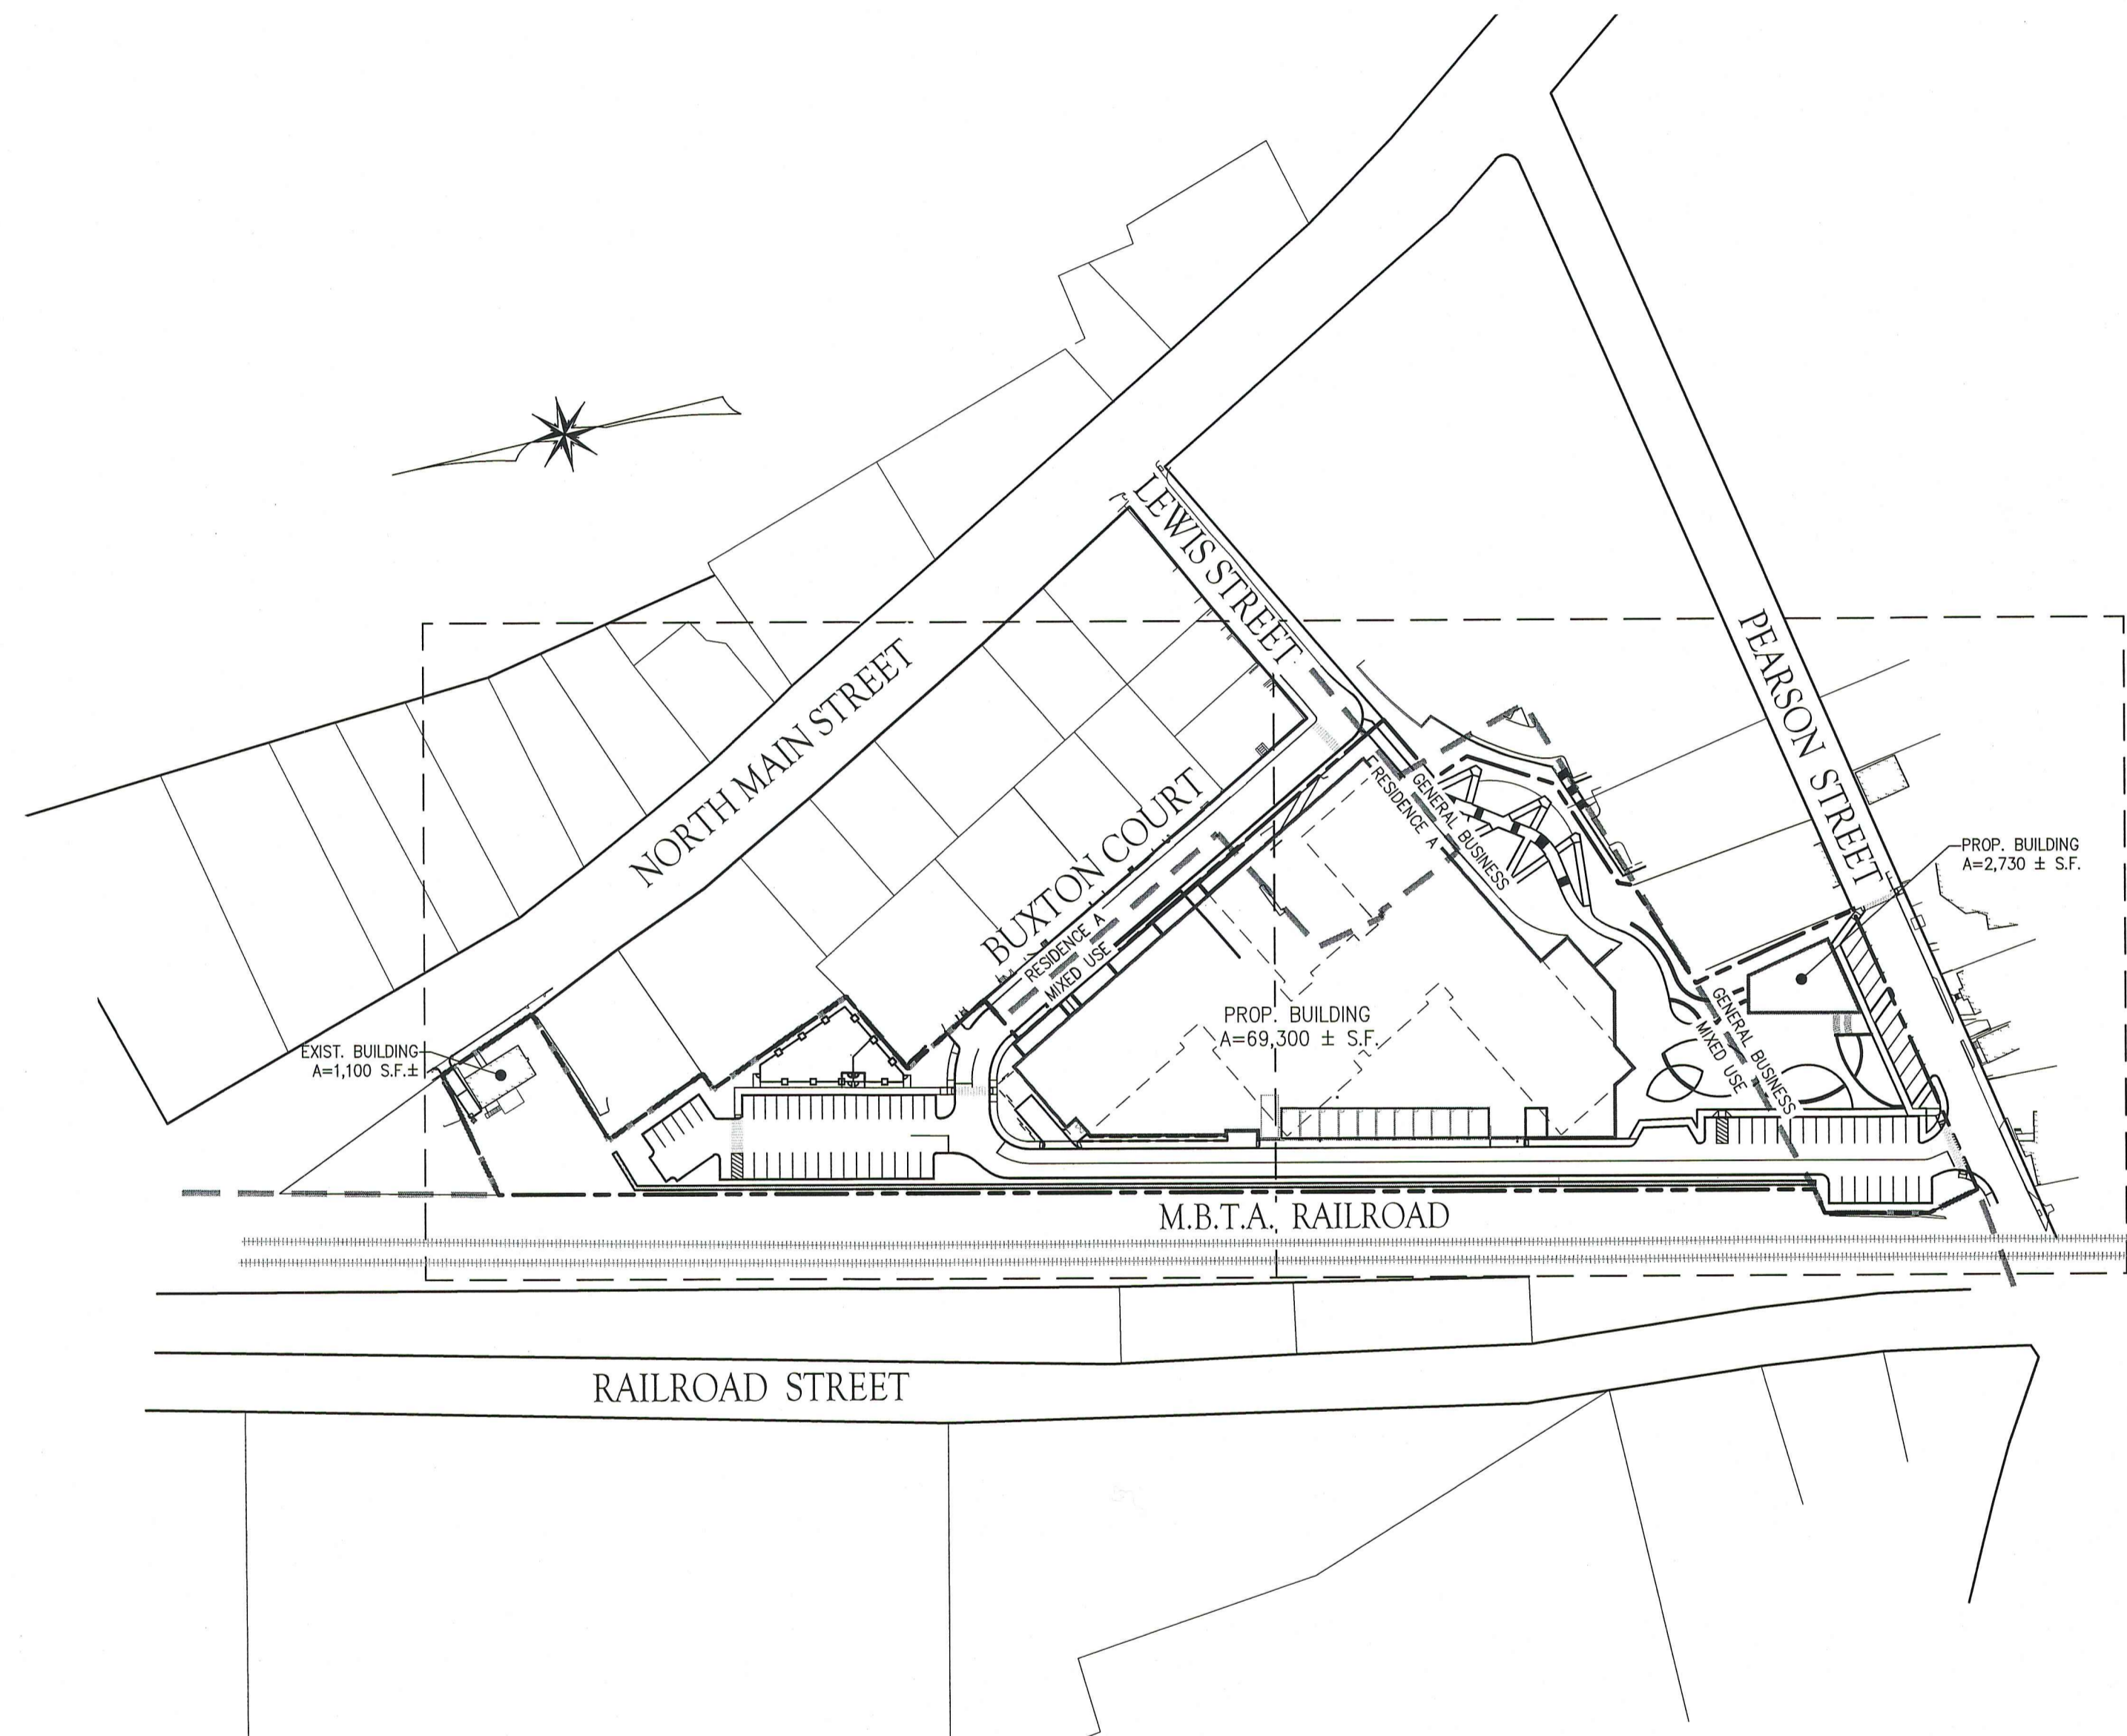 LEWIS STREET
PEARSON STREET
NORTH MAIN STREET
BUXTON COURT
GENERAL BUSINESS
RESIDENCE A
PROP. BUILDING
A=2,730 ± S.F.
RESIDENCE A
MIXED USE
PROP. BUILDING
A=69,300 ± S.F.
GENERAL BUSINESS
MIXED USE
EXIST. BUILDING
A=1,100 S.F.±
M.B.T.A. RAILROAD
RAILROAD STREET